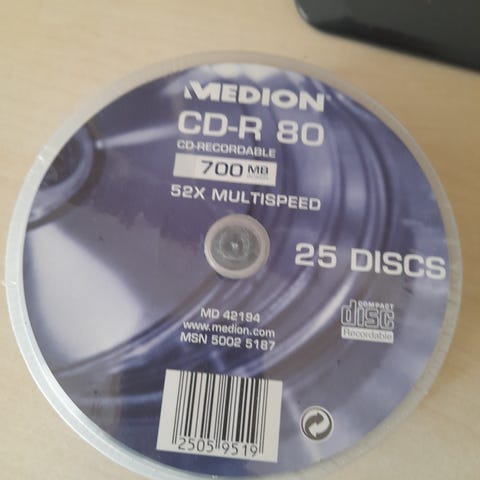 MEDION
CD-R 80
CD-RECORDABLE
700 MB
52X MULTISPEED
25 DISCS
COMPACT
disc
Recordable
MD 42194
www.medion.com
MSN 5002 5187
2505 9519